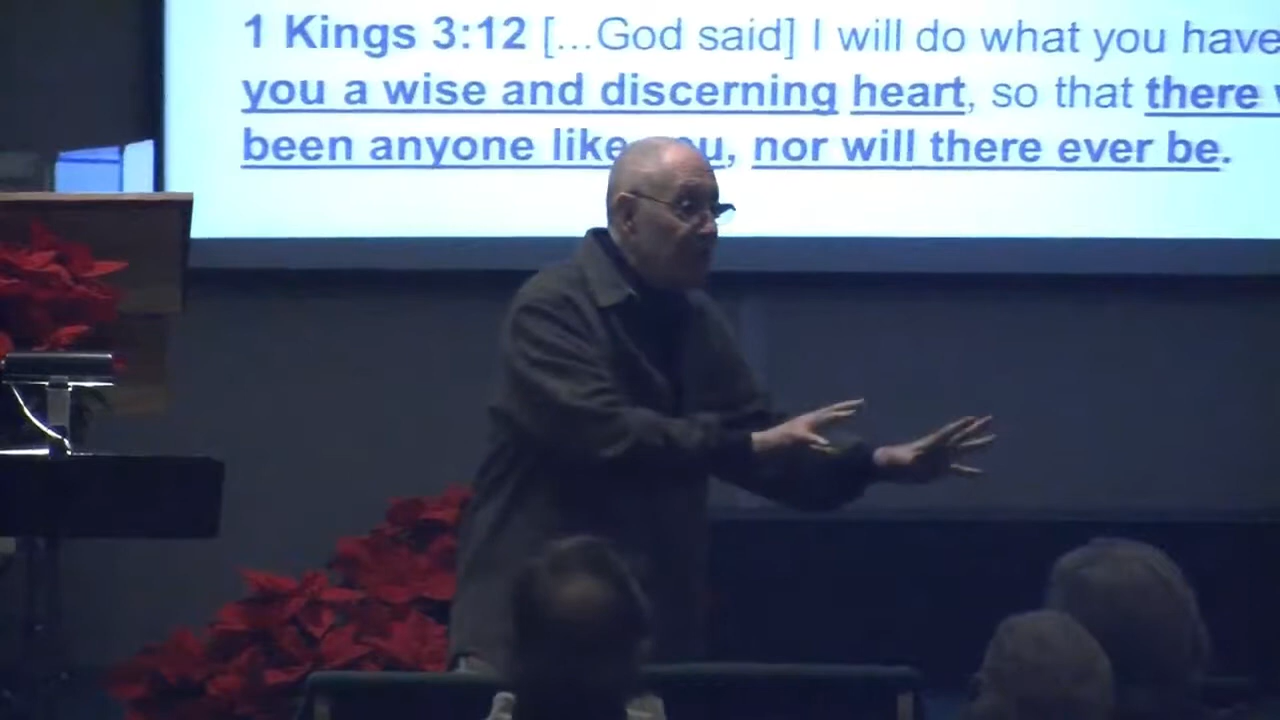 1 Kings 3:12 [...God said] I will do what you have
you a wise and discerning heart, so that there
been anyone like, nor will there ever be.